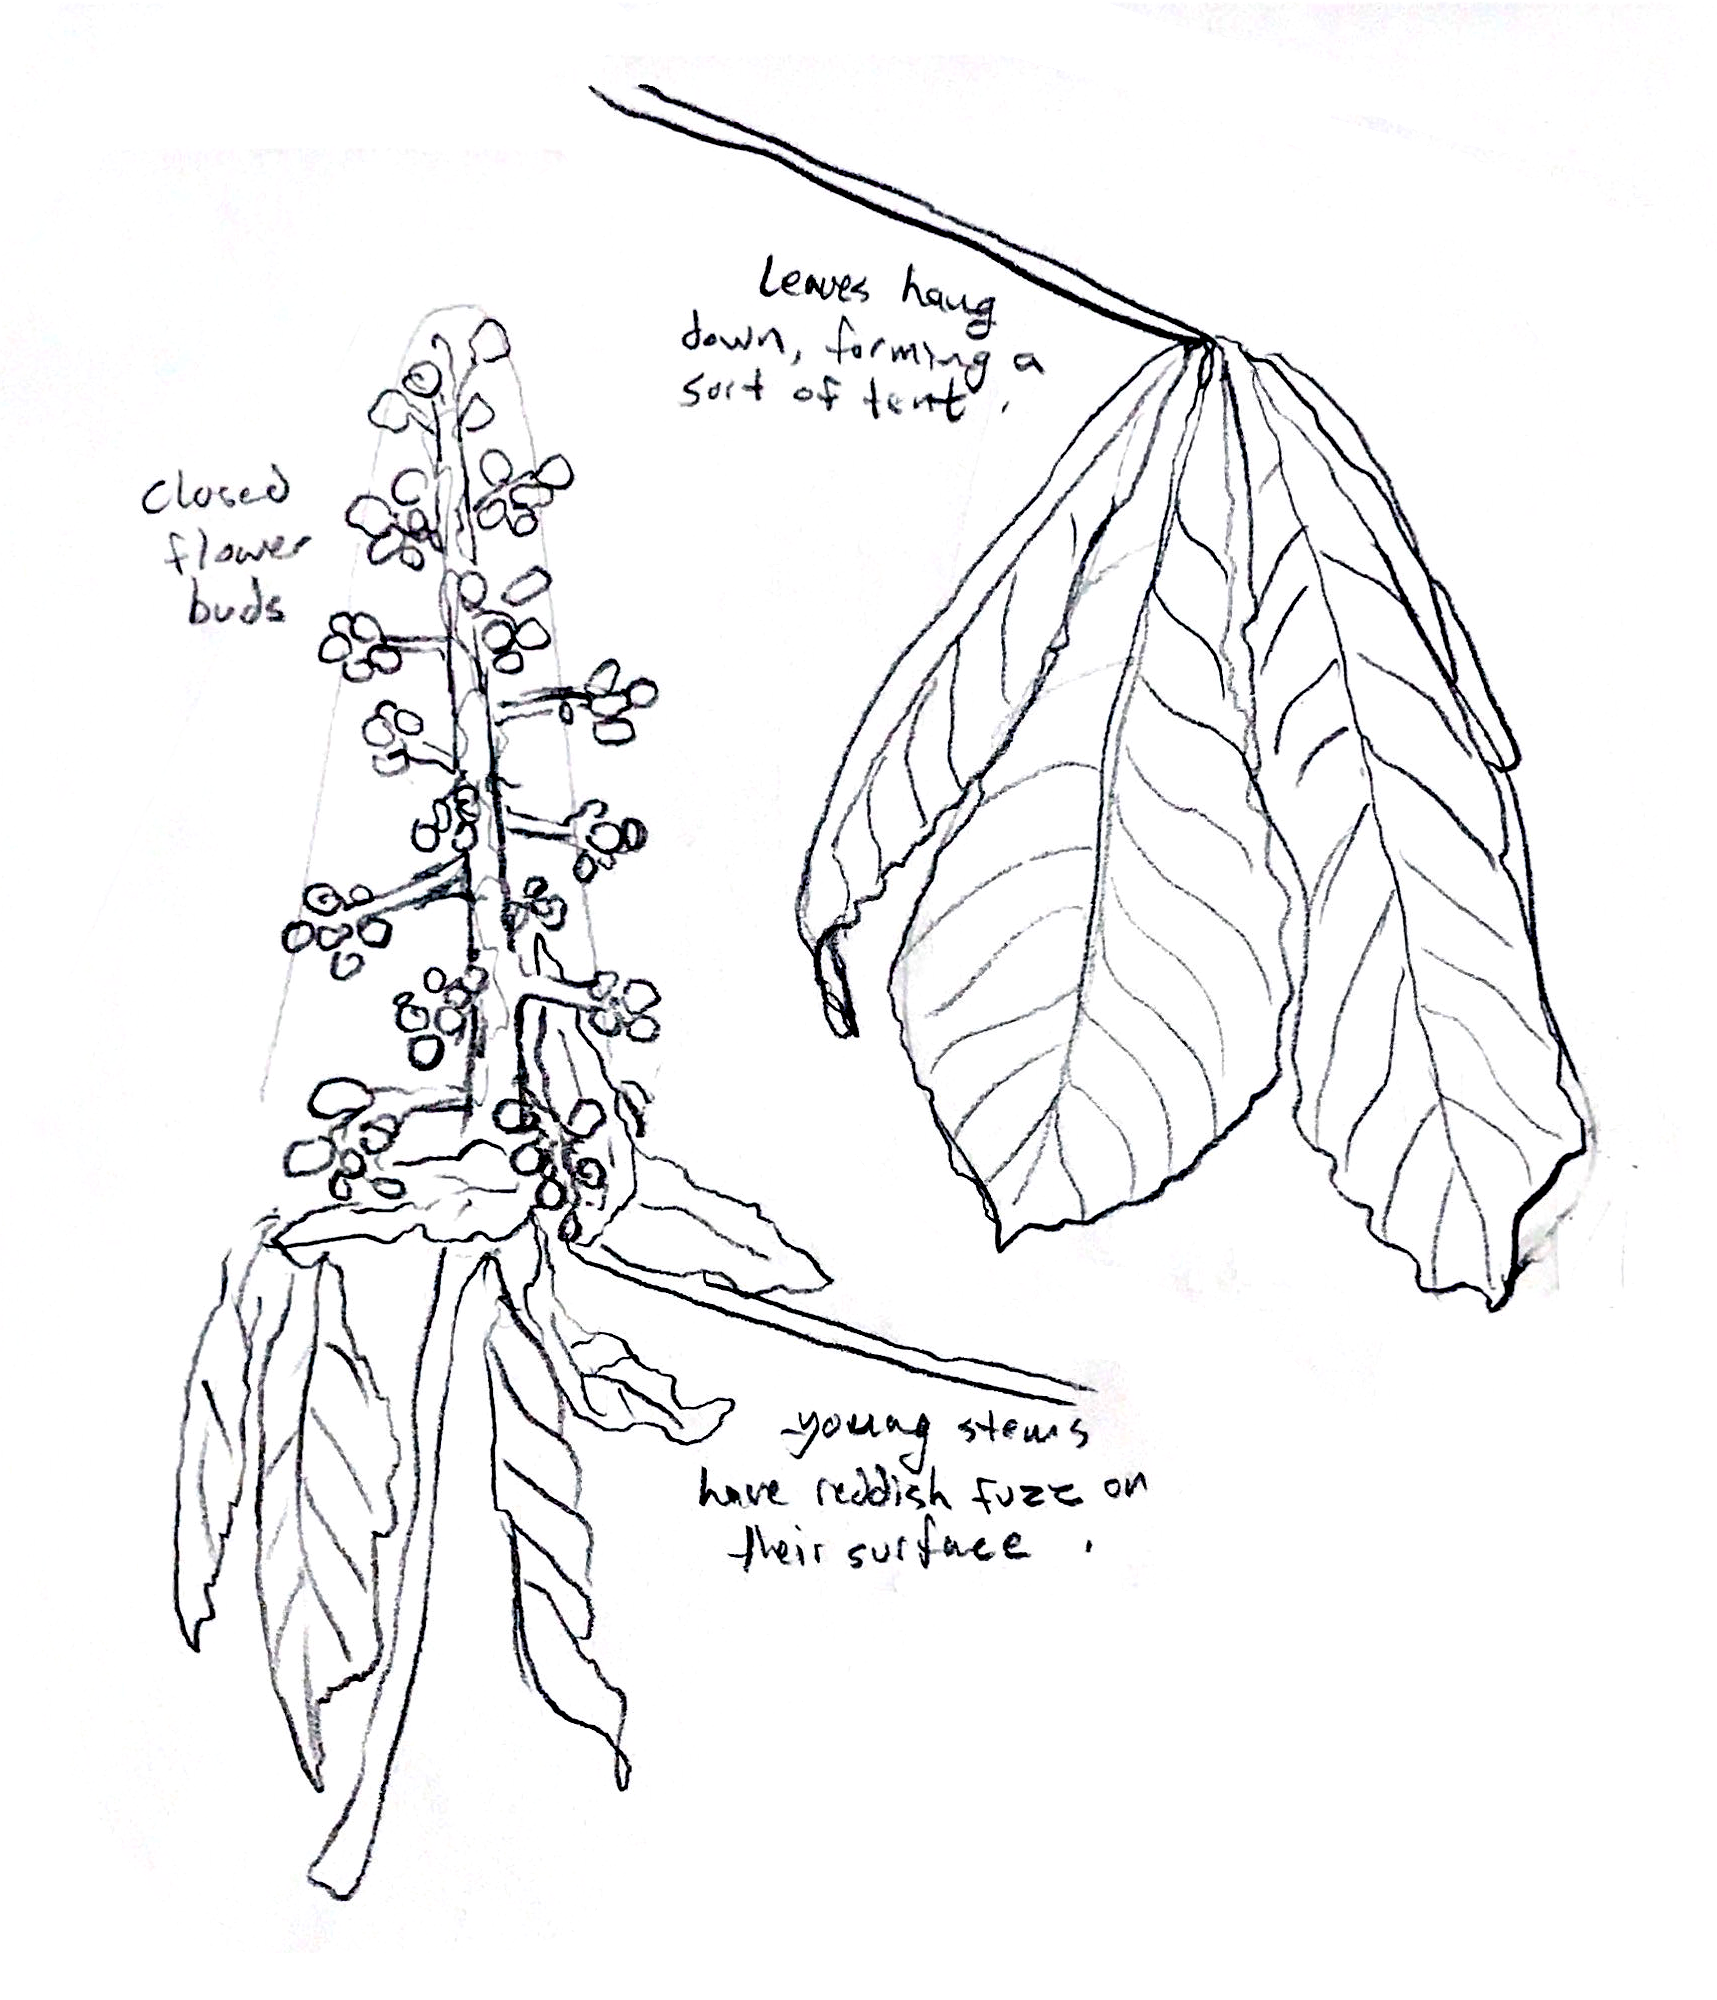 Leaves hang
down, forming a
sort of tent.
closed
flower
buds
young stems
have reddish fuzz on
their surface.